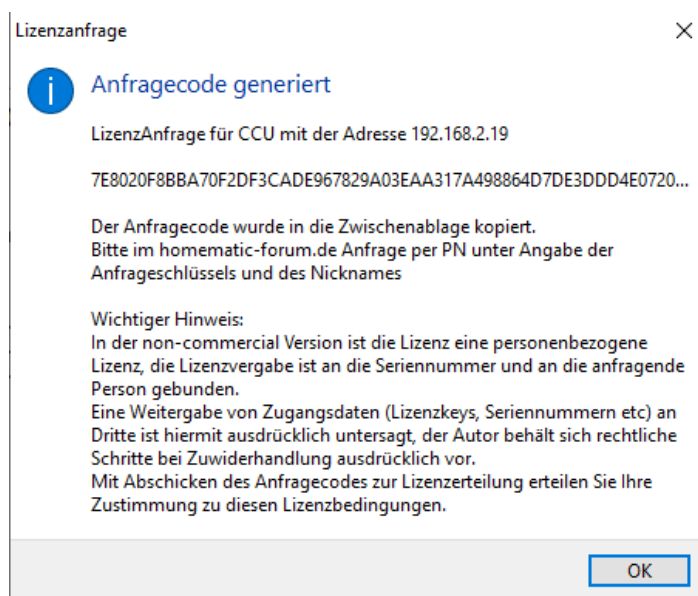 Lizenzanfrage
Anfragecode generiert
LizenzAnfrage für CCU mit der Adresse 192.168.2.19
7E8020F8BBA70F2DF3CADE967829A03EAA317A498864D7DE3DDD4E0720...
Der Anfragecode wurde in die Zwischenablage kopiert.
Bitte im homematic-forum.de Anfrage per PN unter Angabe der
Anfrageschlüssels und des Nicknames
Wichtiger Hinweis:
In der non-commercial Version ist die Lizenz eine personenbezogene
Lizenz, die Lizenzvergabe ist an die Seriennummer und an die anfragende
Person gebunden.
Eine Weitergabe von Zugangsdaten (Lizenzkeys, Seriennummern etc) an
Dritte ist hiermit ausdrücklich untersagt, der Autor behält sich rechtliche
Schritte bei Zuwiderhandlung ausdrücklich vor.
Mit Abschicken des Anfragecodes zur Lizenzerteilung erteilen Sie Ihre
Zustimmung zu diesen Lizenzbedingungen.
OK